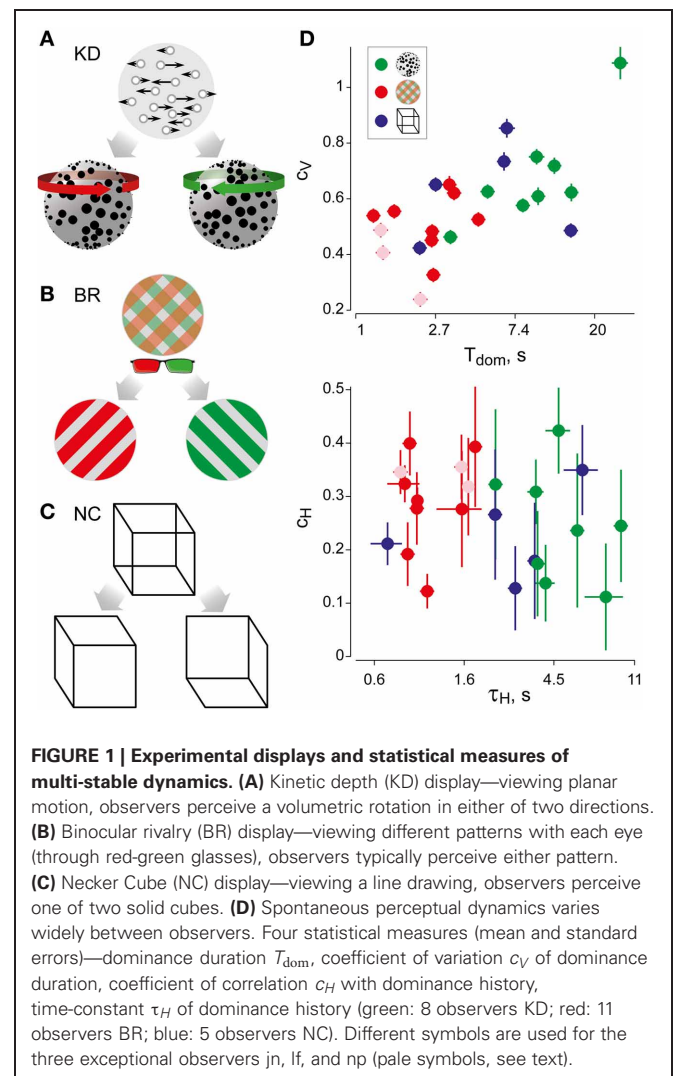 A
KD
B
BR
C
NC
D
1
0.8
0.6
0.4
0.2
cV
1
2.7
7.4
20
Tdom, s
0.5
0.4
0.3
0.2
0.1
0
cH
0.6
1.6
4.5
11
τH, s
FIGURE 1 | Experimental displays and statistical measures of
multi-stable dynamics. (A) Kinetic depth (KD) display—viewing planar
motion, observers perceive a volumetric rotation in either of two directions.
(B) Binocular rivalry (BR) display—viewing different patterns with each eye
(through red-green glasses), observers typically perceive either pattern.
(C) Necker Cube (NC) display—viewing a line drawing, observers perceive
one of two solid cubes. (D) Spontaneous perceptual dynamics varies
widely between observers. Four statistical measures (mean and standard
errors)—dominance duration Tdom, coefficient of variation cV of dominance
duration, coefficient of correlation cH with dominance history,
time-constant τH of dominance history (green: 8 observers KD; red: 11
observers BR; blue: 5 observers NC). Different symbols are used for the
three exceptional observers jn, lf, and np (pale symbols, see text).